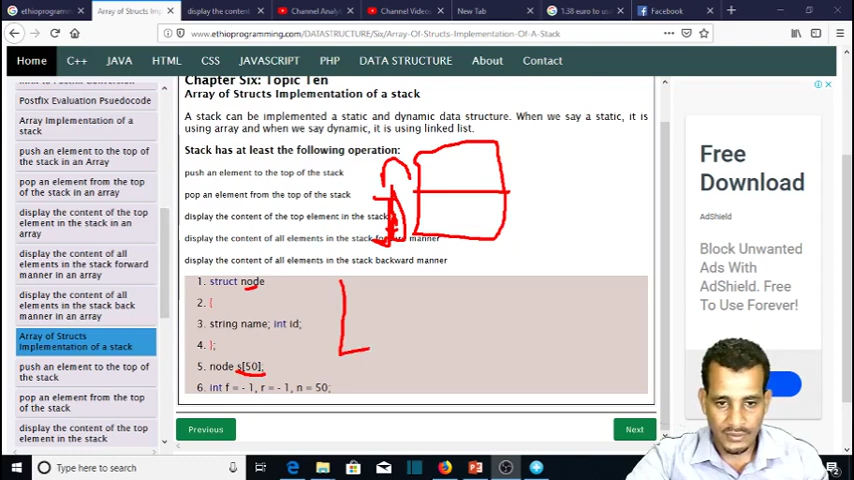 ethioprogramm
Array of Structs Im
display the content
Channel Analy
Channel Videos
New Tab
1.38 euro to us
Facebook
www.ethioprogramming.com/DATASTRUCTURE/Six/Array-Of-Structs-Implementation-Of-A-Stack
Home C++ JAVA HTML CSS JAVASCRIPT PHP DATA STRUCTURE About Contact
Postfix Evaluation Psuedocode
Array Implementation of a
stack
push an element to the top of
the stack in an Array
pop an element from the top of
the stack in an array
display the content of the top
element in the stack in an
array
display the content of all
elements in the stack forward
manner in an array
display the content of all
elements in the stack back
manner in an array
Array of Structs
Implementation of a stack
push an element to the top of
the stack
pop an element from the top of
the stack
display the content of the top
element in the stack
Chapter Six: Topic Ten
Array of Structs Implementation of a stack
A stack can be implemented a static and dynamic data structure. When we say a static, it is
using array and when we say dynamic, it is using linked list.
Stack has at least the following operation:
push an element to the top of the stack
pop an element from the top of the stack
display the content of the top element in the stack
display the content of all elements in the stack forward manner
display the content of all elements in the stack backward manner
1. struct node
2. {
3. string name; int id;
4. };
5. node s[50];
6. int f = - 1, r = - 1, n = 50;
Previous
Next
Free
Download
AdShield
Block Unwanted
Ads With
AdShield. Free
To Use Forever!
Type here to search